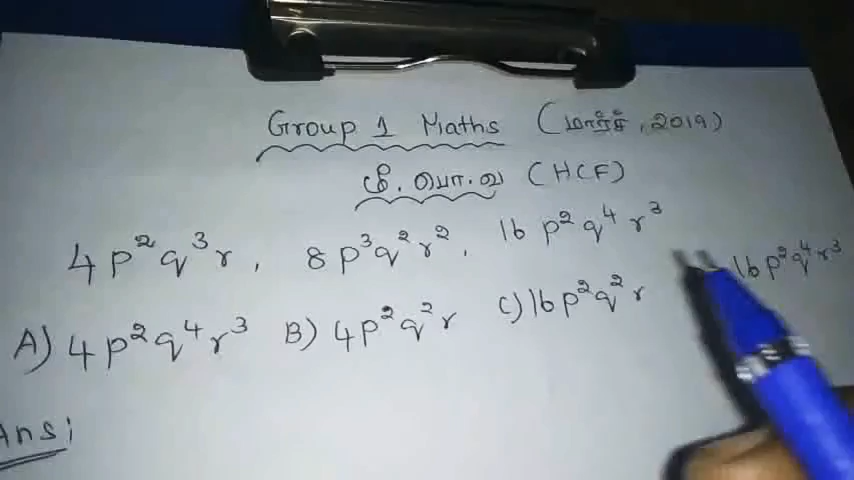 Group 1 Maths (மார்ச், 2019)
மீ.பொ.வ (HCF)
4p²q³r, 8p³q²r², 16p²q⁴r³
A) 4p²q⁴r³ B) 4p²q²r C) 16p²q²r 16p²q⁴r³
Ans: